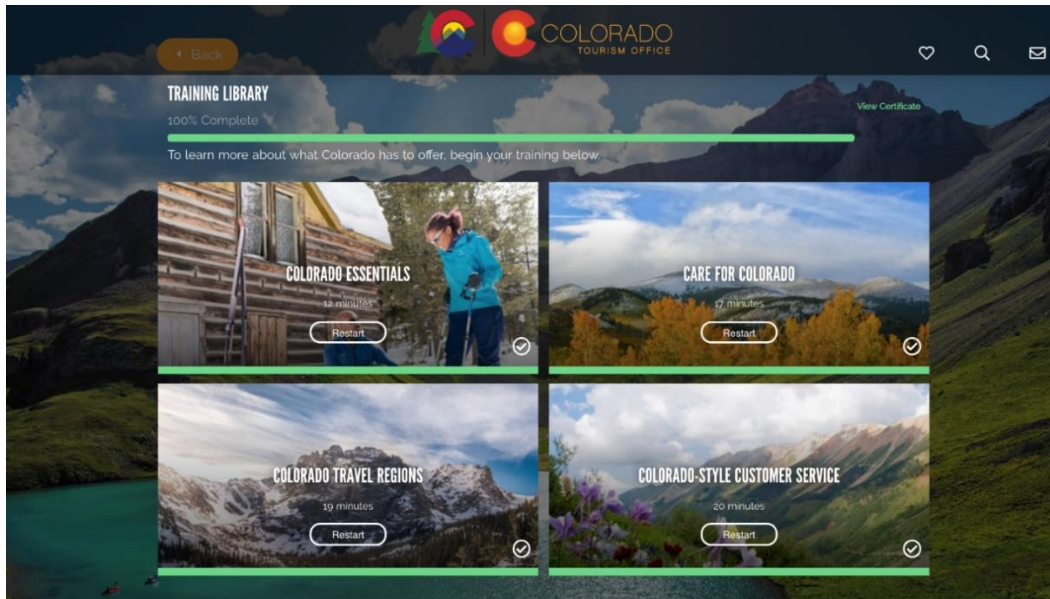 COLORADO
TOURISM OFFICE
Back
TRAINING LIBRARY
View Certificate
100% Complete
To learn more about what Colorado has to offer, begin your training below
COLORADO ESSENTIALS
12 minutes
Restart
CARE FOR COLORADO
17 minutes
Restart
COLORADO TRAVEL REGIONS
19 minutes
Restart
COLORADO-STYLE CUSTOMER SERVICE
20 minutes
Restart